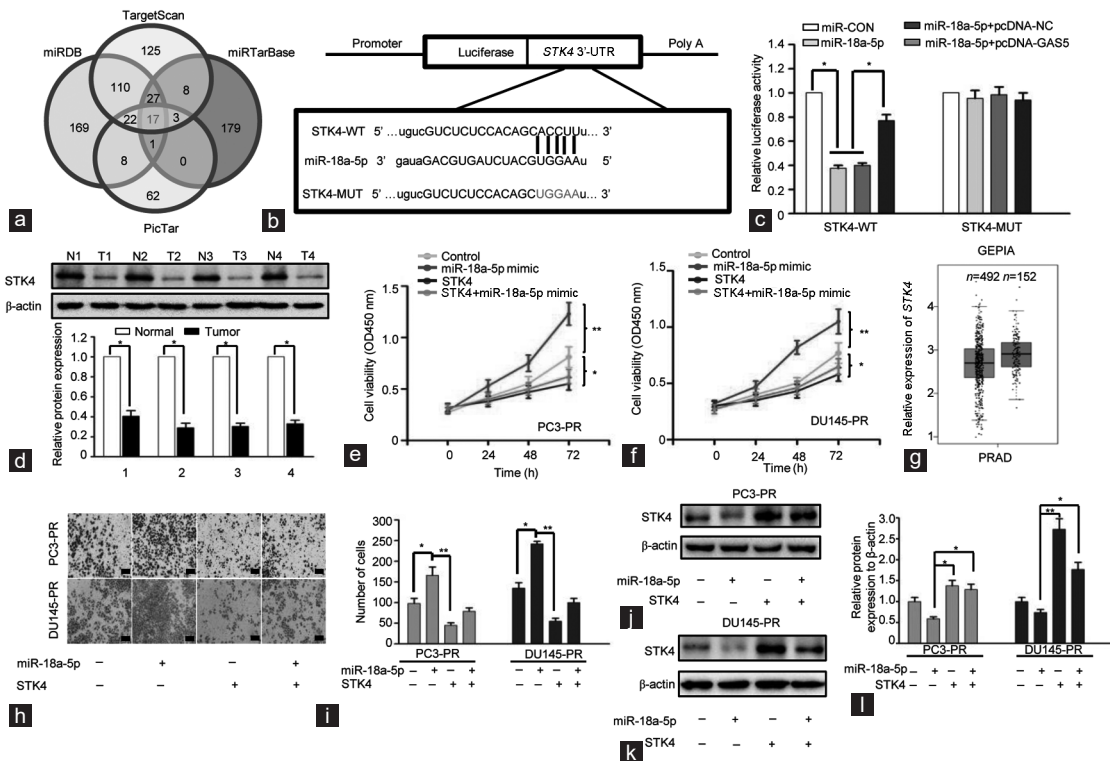 TargetScan
miRDB
miRTarBase
125
110
8
27
169
22
17
3
179
1
8
0
62
PicTar
a
Promoter
Luciferase
STK4 3'-UTR
Poly A
STK4-WT 5' ...ugucGUCUCUCCACAGCACCUUu... 3'
miR-18a-5p 3' gauaGACGUGAUCUACGUGGAAu 5'
STK4-MUT 5' ...ugucGUCUCUCCACAGCUGGAAu... 3'
b
miR-CON
miR-18a-5p
miR-18a-5p+pcDNA-NC
miR-18a-5p+pcDNA-GAS5
Relative luciferase activity
1.4
1.2
1.0
0.8
0.6
0.4
0.2
0
* *
STK4-WT STK4-MUT
c
N1 T1 N2 T2 N3 T3 N4 T4
STK4
β-actin
Normal Tumor
Relative protein expression
1.2
1.0
0.8
0.6
0.4
0.2
0
* * * *
1 2 3 4
d
Control
miR-18a-5p mimic
STK4
STK4+miR-18a-5p mimic
Cell viability (OD450 nm)
1.5
1.0
0.5
0
**
*
PC3-PR
0 24 48 72
Time (h)
e
Control
miR-18a-5p mimic
STK4
STK4+miR-18a-5p mimic
Cell viability (OD450 nm)
1.5
1.0
0.5
0
**
*
DU145-PR
0 24 48 72
Time (h)
f
GEPIA
n=492 n=152
Relative expression of STK4
4
3
2
1
PRAD
g
PC3-PR
DU145-PR
miR-18a-5p − + − +
STK4 − − + +
h
Number of cells
300
250
200
150
100
50
0
* ** * **
PC3-PR DU145-PR
miR-18a-5p − + − + − + − +
STK4 − − + + − − + +
i
PC3-PR
STK4
β-actin
miR-18a-5p − + − +
STK4 − − + +
j
DU145-PR
STK4
β-actin
miR-18a-5p − + − +
STK4 − − + +
k
Relative protein
expression to β-actin
3.0
2.5
2.0
1.5
1.0
0.5
0
* * ** *
PC3-PR DU145-PR
miR-18a-5p − + − + − + − +
STK4 − − + + − − + +
l